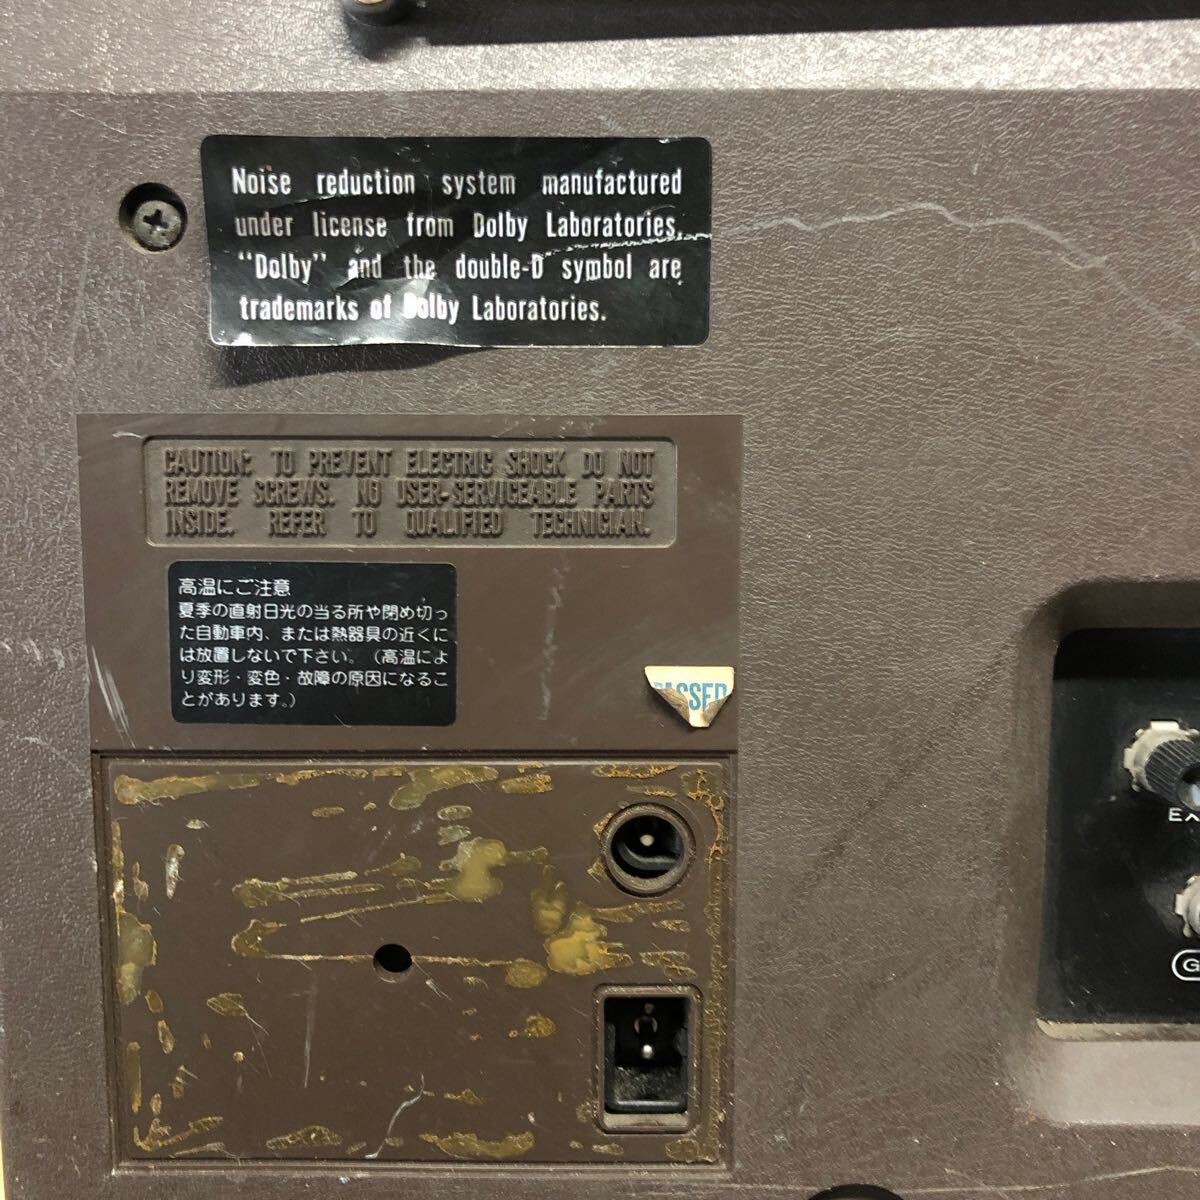 Noise reduction system manufactured
under license from Dolby Laboratories.
"Dolby" and the double-D symbol are
trademarks of Dolby Laboratories.
CAUTION: TO PREVENT ELECTRIC SHOCK DO NOT
REMOVE SCREWS. NO USER-SERVICEABLE PARTS
INSIDE. REFER TO QUALIFIED TECHNICIAN.
高温にご注意
夏季の直射日光の当る所や閉め切っ
た自動車内、または熱器具の近くに
は放置しないで下さい。（高温によ
り変形・変色・故障の原因になるこ
とがあります。）
PASSED
EX
G